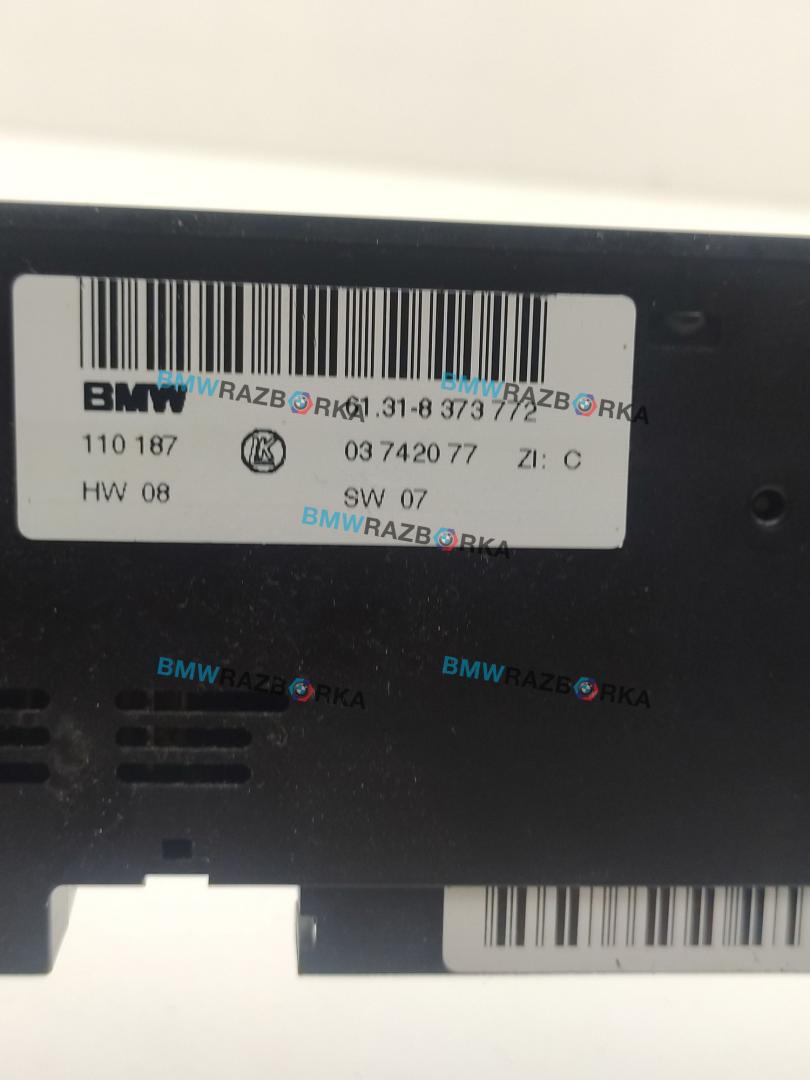 BMW 61.31-8 373 772
110 187 LK 03 742077 ZI: C
HW 08 SW 07
BMWRAZBORKA
BMWRAZBORKA
BMWRAZBORKA
BMWRAZBORKA
BMWRAZBORKA